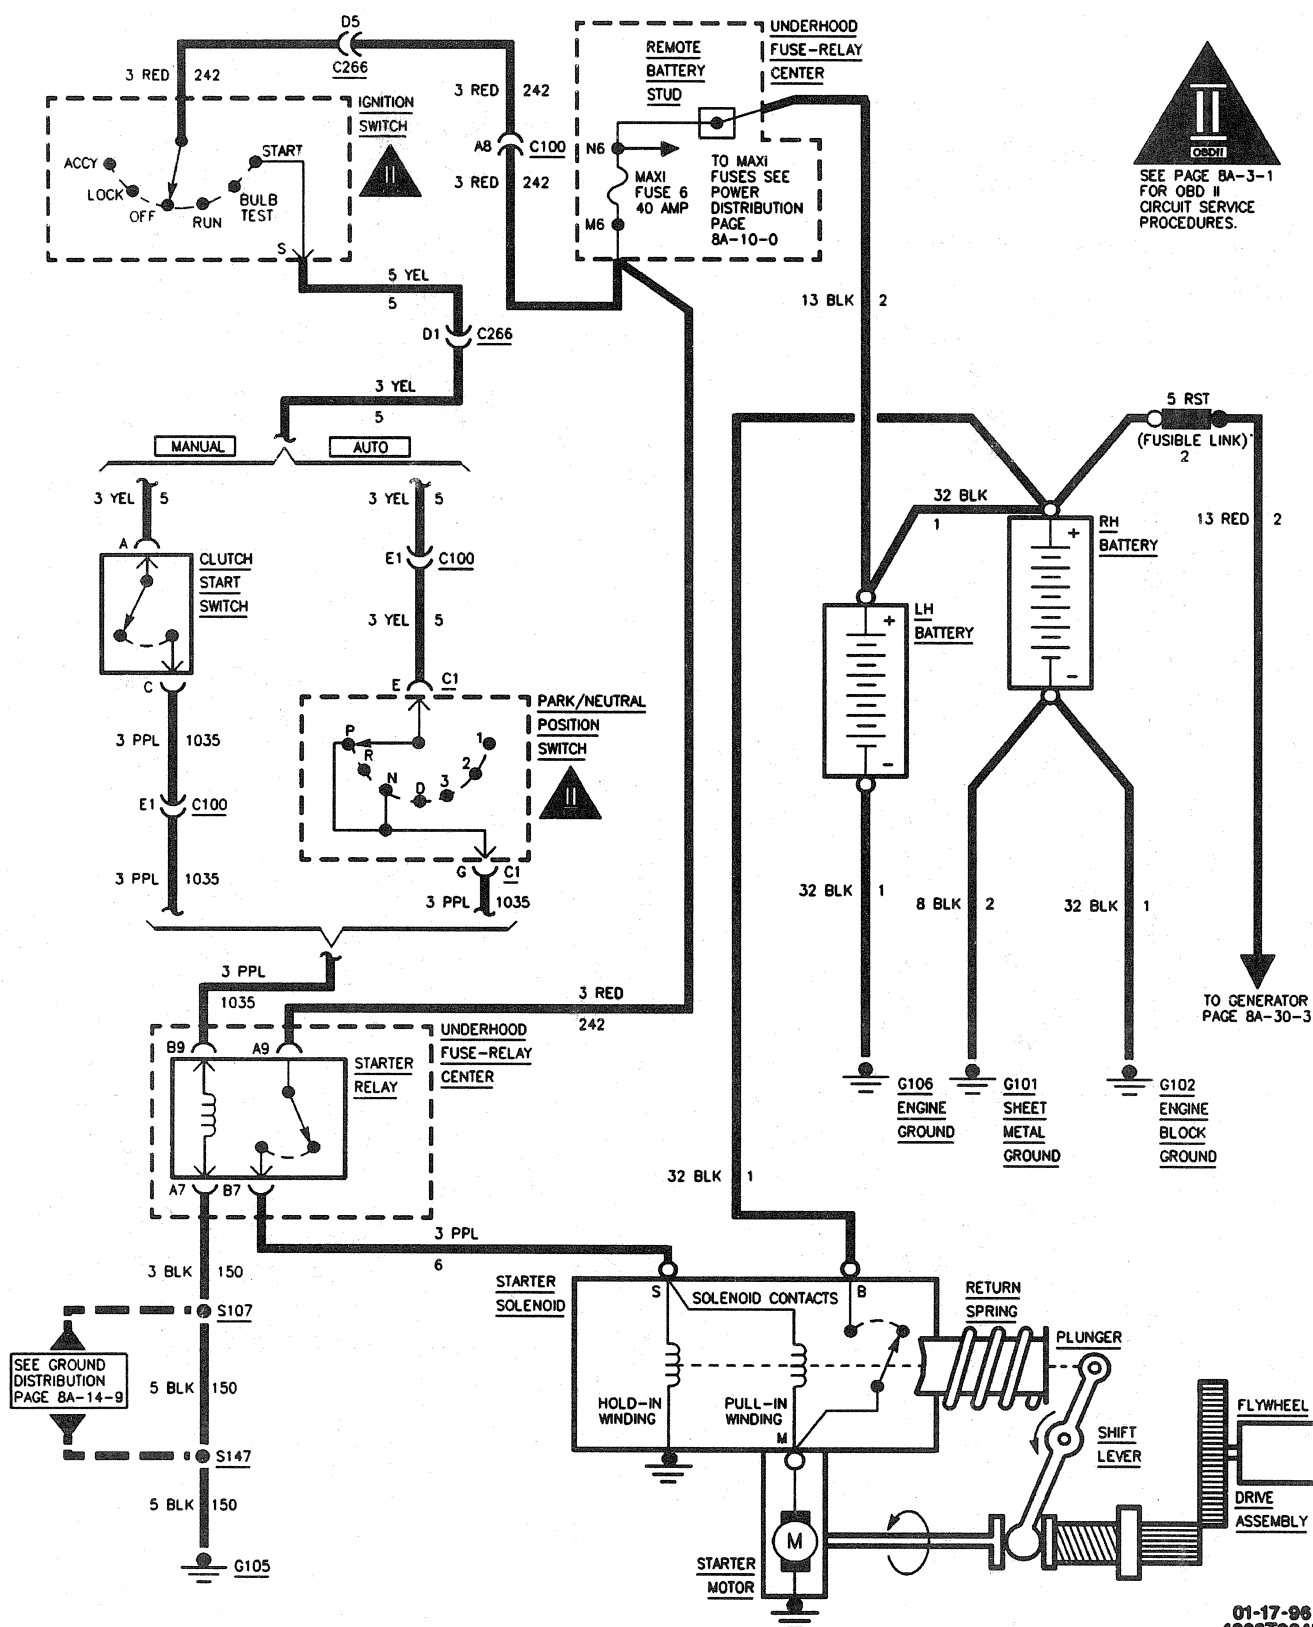 D5
C266
3 RED 242
IGNITION
SWITCH
II
ACCY
LOCK
OFF
RUN
BULB
TEST
START
S
3 RED 242
A8 C100
3 RED 242
UNDERHOOD
FUSE-RELAY
CENTER
REMOTE
BATTERY
STUD
N6
MAXI
FUSE 6
40 AMP
M6
TO MAXI
FUSES SEE
POWER
DISTRIBUTION
PAGE
8A-10-0
II
OBDII
SEE PAGE 8A-3-1
FOR OBD II
CIRCUIT SERVICE
PROCEDURES.
5 YEL
5
D1 C266
3 YEL
5
13 BLK 2
MANUAL
AUTO
3 YEL 5
A
CLUTCH
START
SWITCH
C
3 PPL 1035
E1 C100
3 PPL 1035
3 YEL 5
E1 C100
3 YEL 5
E C1
PARK/NEUTRAL
POSITION
SWITCH
II
P
R
N
D
3
2
1
G C1
3 PPL 1035
5 RST
(FUSIBLE LINK)
2
32 BLK
1
13 RED 2
+
RH
BATTERY
-
+
LH
BATTERY
-
32 BLK 1
8 BLK 2
32 BLK 1
TO GENERATOR
PAGE 8A-30-3
G106
ENGINE
GROUND
G101
SHEET
METAL
GROUND
G102
ENGINE
BLOCK
GROUND
3 PPL
1035
3 RED
242
UNDERHOOD
FUSE-RELAY
CENTER
B9 A9
STARTER
RELAY
A7 B7
32 BLK 1
3 PPL
6
3 BLK 150
S107
SEE GROUND
DISTRIBUTION
PAGE 8A-14-9
5 BLK 150
S147
5 BLK 150
G105
STARTER
SOLENOID
S
SOLENOID CONTACTS
B
HOLD-IN
WINDING
PULL-IN
WINDING
M
RETURN
SPRING
PLUNGER
SHIFT
LEVER
FLYWHEEL
DRIVE
ASSEMBLY
M
STARTER
MOTOR
01-17-96